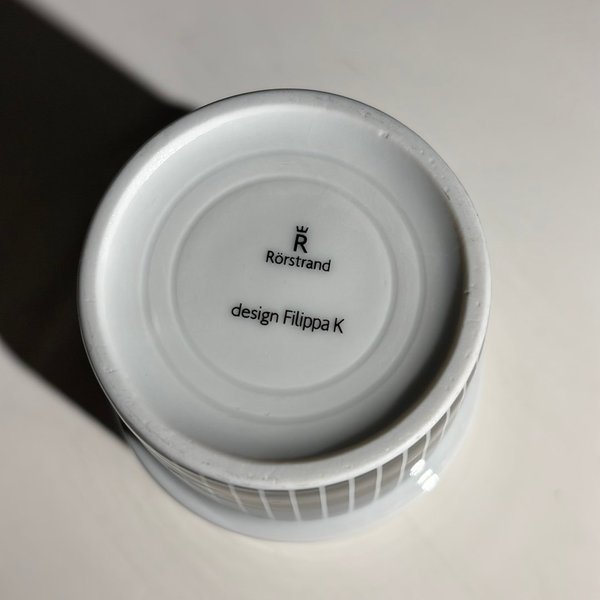 R
Rörstrand
design Filippa K